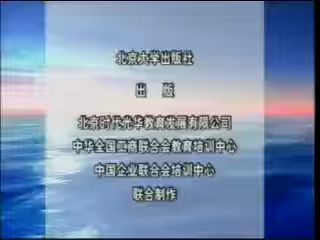 北京大学出版社
出 版
北京时代光华教育发展有限公司
中华全国工商联合会教育培训中心
中国企业联合会培训中心
联合制作